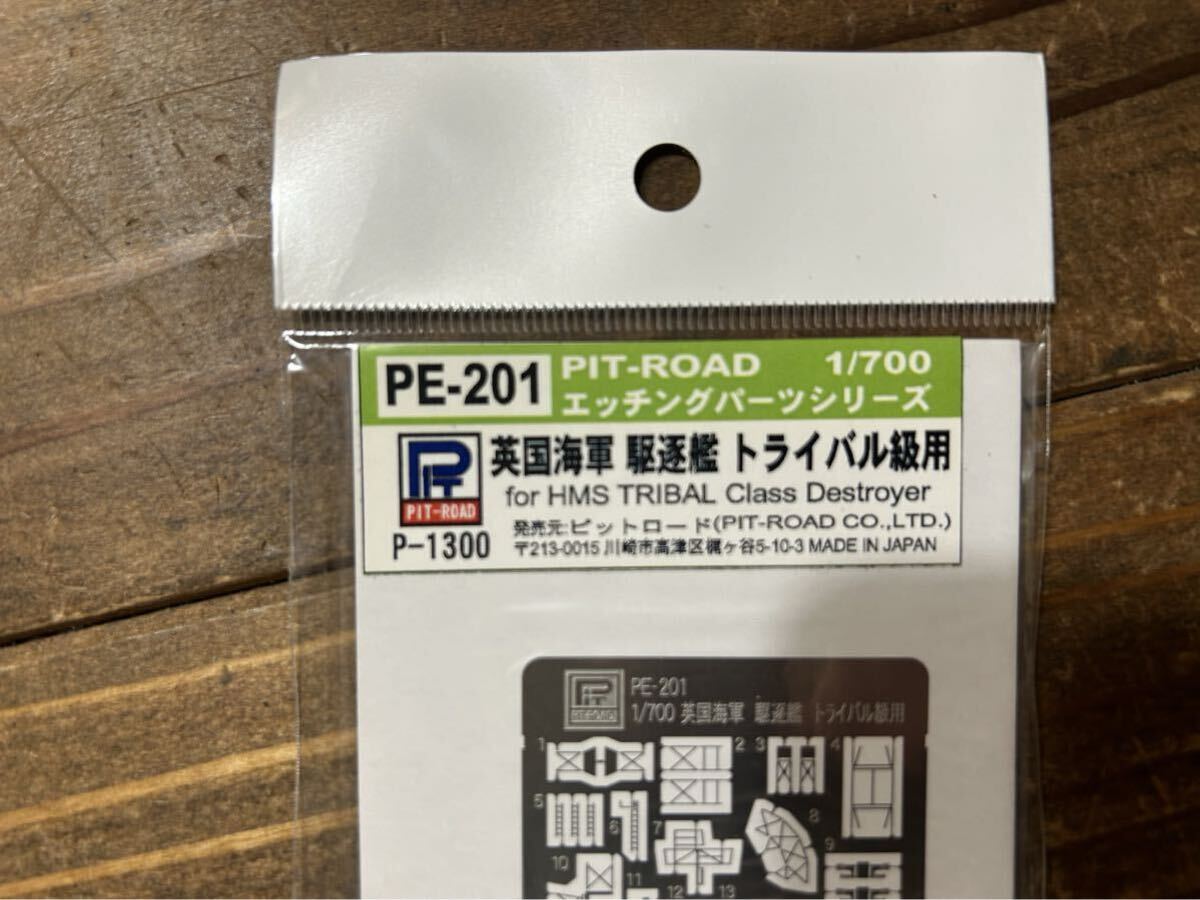 PE-201
PIT-ROAD 1/700
エッチングパーツシリーズ
PIT
PIT-ROAD
英国海軍 駆逐艦 トライバル級用
for HMS TRIBAL Class Destroyer
P-1300
発売元:ピットロード(PIT-ROAD CO.,LTD.)
〒213-0015 川崎市高津区梶ヶ谷5-10-3 MADE IN JAPAN
PIT
PIT-ROAD
PE-201
1/700 英国海軍 駆逐艦 トライバル級用
1 2 3 4
5 6 7 8
9
10 11 12 13